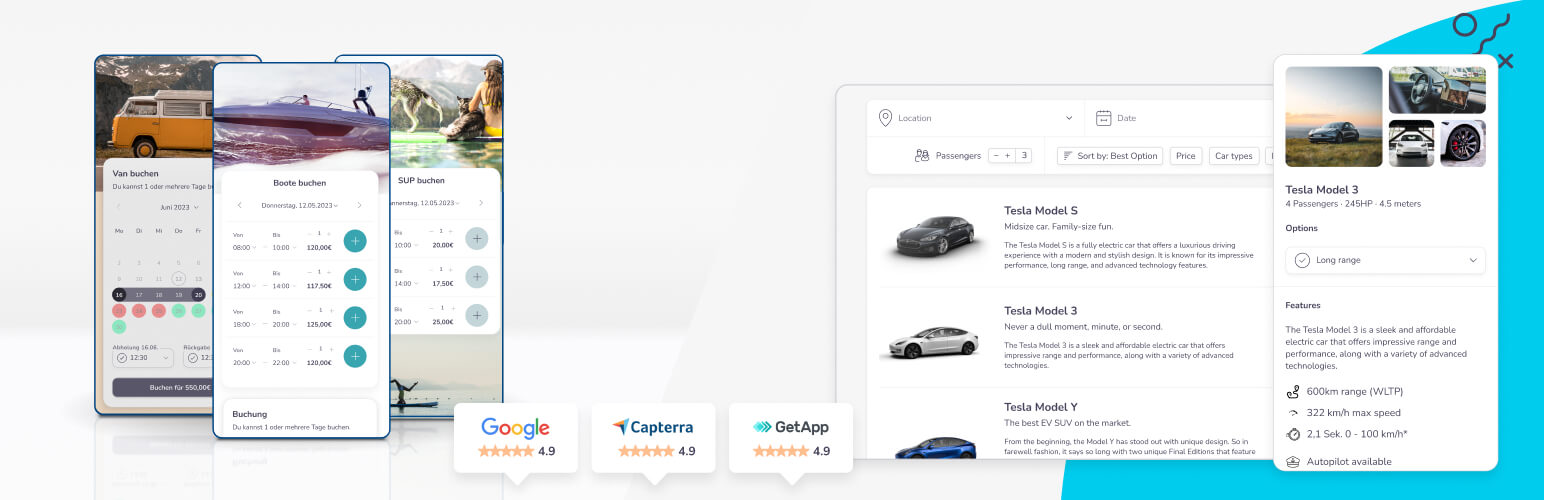 Van buchen
Du kannst 1 oder mehrere Tage bu
Juni 2023
Mo Di Mi Do Fr
2 3 4 5 6
9 10 11 12 13
16 17 18 19 20
Abholung 16.06.
12:30
Rückgabe
12:3
Buchen für 550,00€
Boote buchen
Donnerstag, 12.05.2023
Von Bis – 1 +
08:00 – 10:00 120,00€
Von Bis – 1 +
12:00 – 14:00 117,50€
Von Bis – 1 +
18:00 – 20:00 125,00€
Von Bis – 1 +
20:00 – 22:00 120,00€
Buchung
Du kannst 1 oder mehrere Tage buchen.
SUP buchen
nnerstag, 12.05.2023
Bis – 1 +
10:00 20,00€
Bis – 1 +
14:00 17,50€
Bis – 1 +
20:00 25,00€
Google
4.9
Capterra
4.9
GetApp
4.9
Location
Date
Passengers – + 3
Sort by: Best Option
Price
Car types
Tesla Model S
Midsize car. Family-size fun.
The Tesla Model S is a fully electric car that offers a luxurious driving
experience with a modern and stylish design. It is known for its impressive
performance, long range, and advanced technology features.
Tesla Model 3
Never a dull moment, minute, or second.
The Tesla Model 3 is a sleek and affordable electric car that offers
impressive range and performance, along with a variety of advanced
technologies.
Tesla Model Y
The best EV SUV on the market.
From the beginning, the Model Y has stood out with unique design. So in
farewell fashion, it says so long with two unique Final Editions that feature
Tesla Model 3
4 Passengers · 245HP · 4.5 meters
Options
Long range
Features
The Tesla Model 3 is a sleek and affordable
electric car that offers impressive range and
performance, along with a variety of advanced
technologies.
600km range (WLTP)
322 km/h max speed
2,1 Sek. 0 - 100 km/h*
Autopilot available